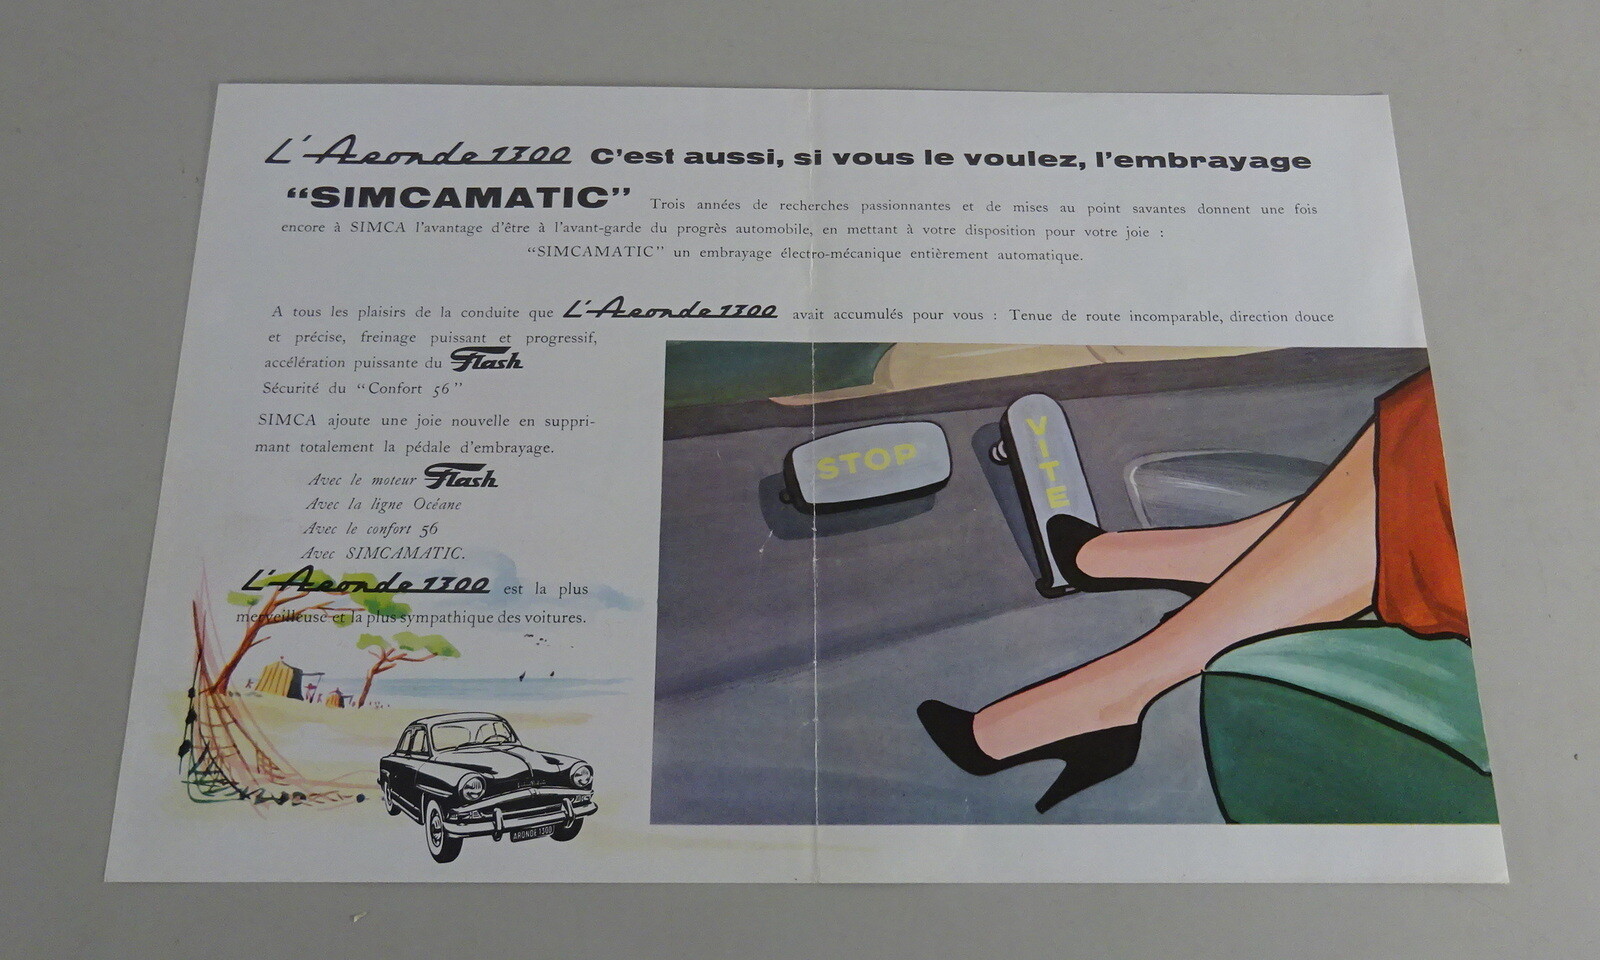 L'Aronde 1300 C'est aussi, si vous le voulez, l'embrayage
“SIMCAMATIC” Trois années de recherches passionnantes et de mises au point savantes donnent une fois
encore à SIMCA l'avantage d'être à l'avant-garde du progrès automobile, en mettant à votre disposition pour votre joie :
“SIMCAMATIC” un embrayage électro-mécanique entièrement automatique.
A tous les plaisirs de la conduite que L'Aronde 1300 avait accumulés pour vous : Tenue de route incomparable, direction douce
et précise, freinage puissant et progressif,
accélération puissante du Flash
Sécurité du “Confort 56”
SIMCA ajoute une joie nouvelle en suppri-
mant totalement la pédale d'embrayage.
Avec le moteur Flash
Avec la ligne Océane
Avec le confort 56
Avec SIMCAMATIC.
L'Aronde 1300 est la plus
merveilleuse et la plus sympathique des voitures.
STOP
VITE
ARONDE 1300